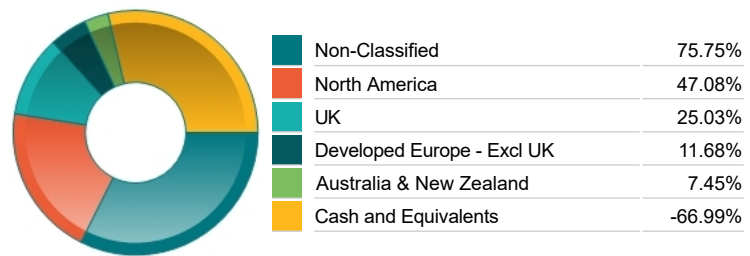 Non-Classified 75.75%
North America 47.08%
UK 25.03%
Developed Europe - Excl UK 11.68%
Australia & New Zealand 7.45%
Cash and Equivalents -66.99%